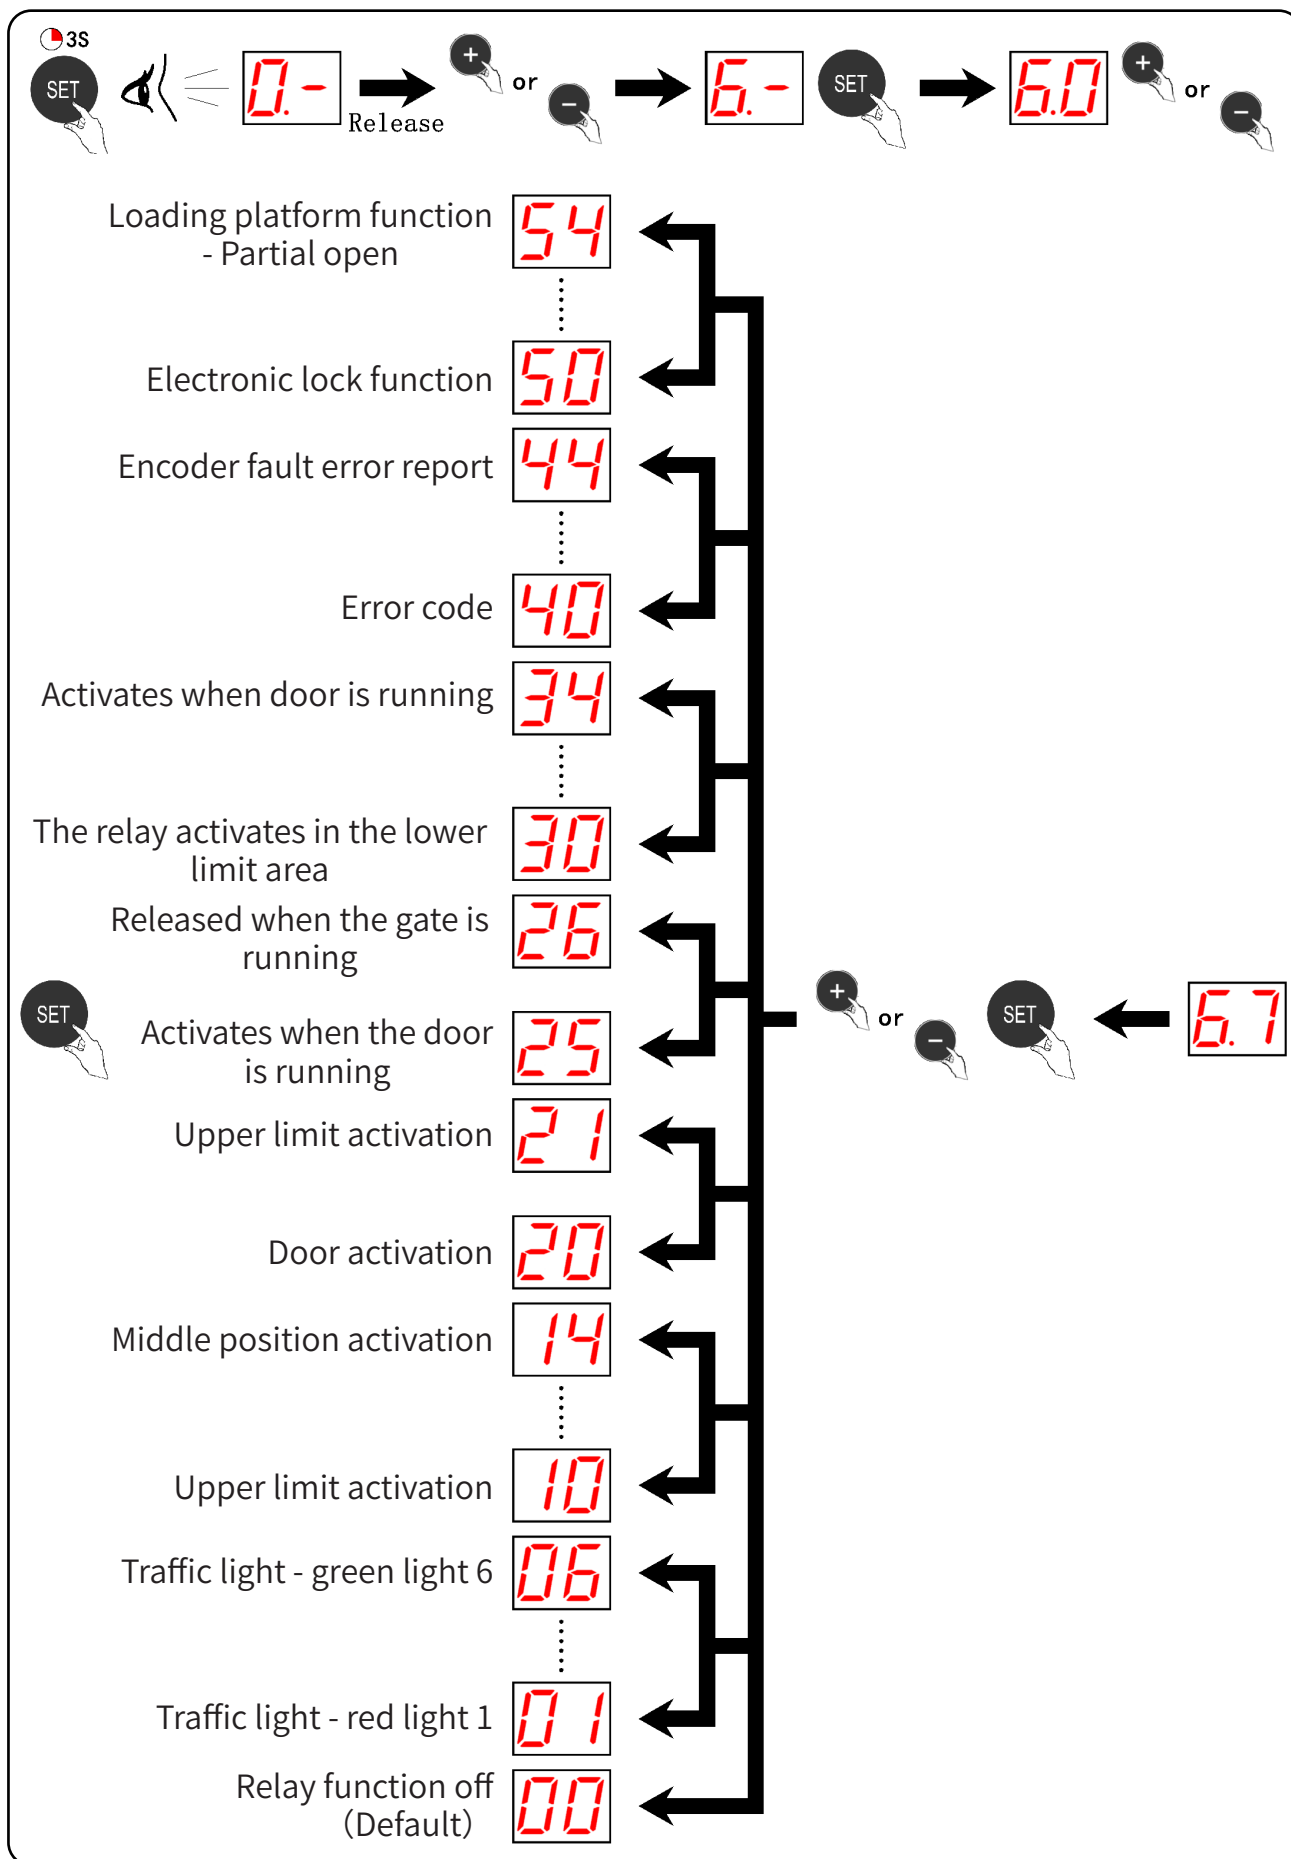 3S
SET
0.-
Release
+
or
-
6.-
SET
6.0
+
or
-
Loading platform function
- Partial open
54
Electronic lock function
50
Encoder fault error report
44
Error code
40
Activates when door is running
34
The relay activates in the lower
limit area
30
Released when the gate is
running
26
SET
Activates when the door
is running
25
+
or
-
SET
6.7
Upper limit activation
21
Door activation
20
Middle position activation
14
Upper limit activation
10
Traffic light - green light 6
06
Traffic light - red light 1
01
Relay function off
（Default）
00